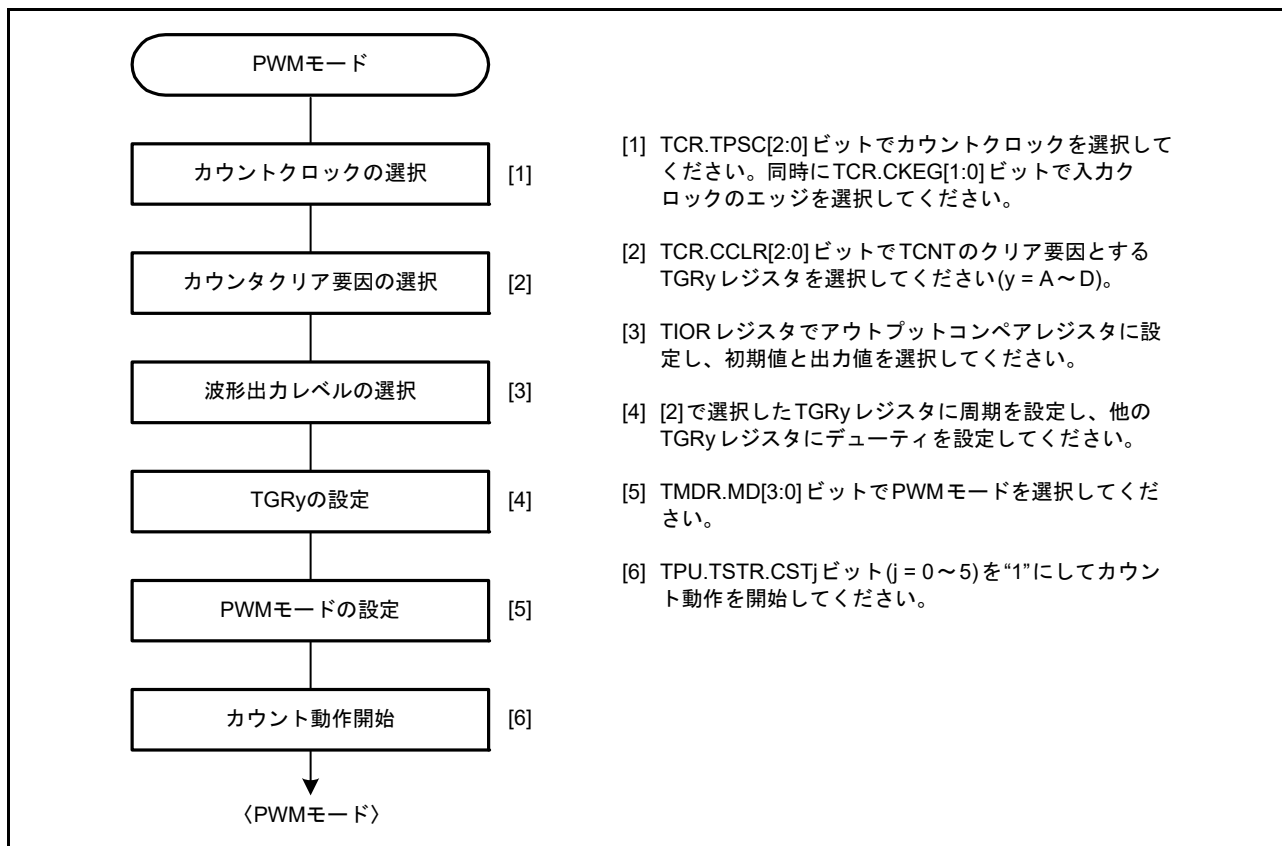 PWMモード
カウントクロックの選択 [1]
カウンタクリア要因の選択 [2]
波形出力レベルの選択 [3]
TGRyの設定 [4]
PWMモードの設定 [5]
カウント動作開始 [6]
〈PWMモード〉
[1] TCR.TPSC[2:0]ビットでカウントクロックを選択して
ください。同時にTCR.CKEG[1:0]ビットで入力ク
ロックのエッジを選択してください。
[2] TCR.CCLR[2:0]ビットでTCNTのクリア要因とする
TGRyレジスタを選択してください(y = A～D)。
[3] TIORレジスタでアウトプットコンペアレジスタに設
定し、初期値と出力値を選択してください。
[4] [2]で選択したTGRyレジスタに周期を設定し、他の
TGRyレジスタにデューティを設定してください。
[5] TMDR.MD[3:0]ビットでPWMモードを選択してくだ
さい。
[6] TPU.TSTR.CSTjビット(j = 0～5)を“1”にしてカウン
ト動作を開始してください。